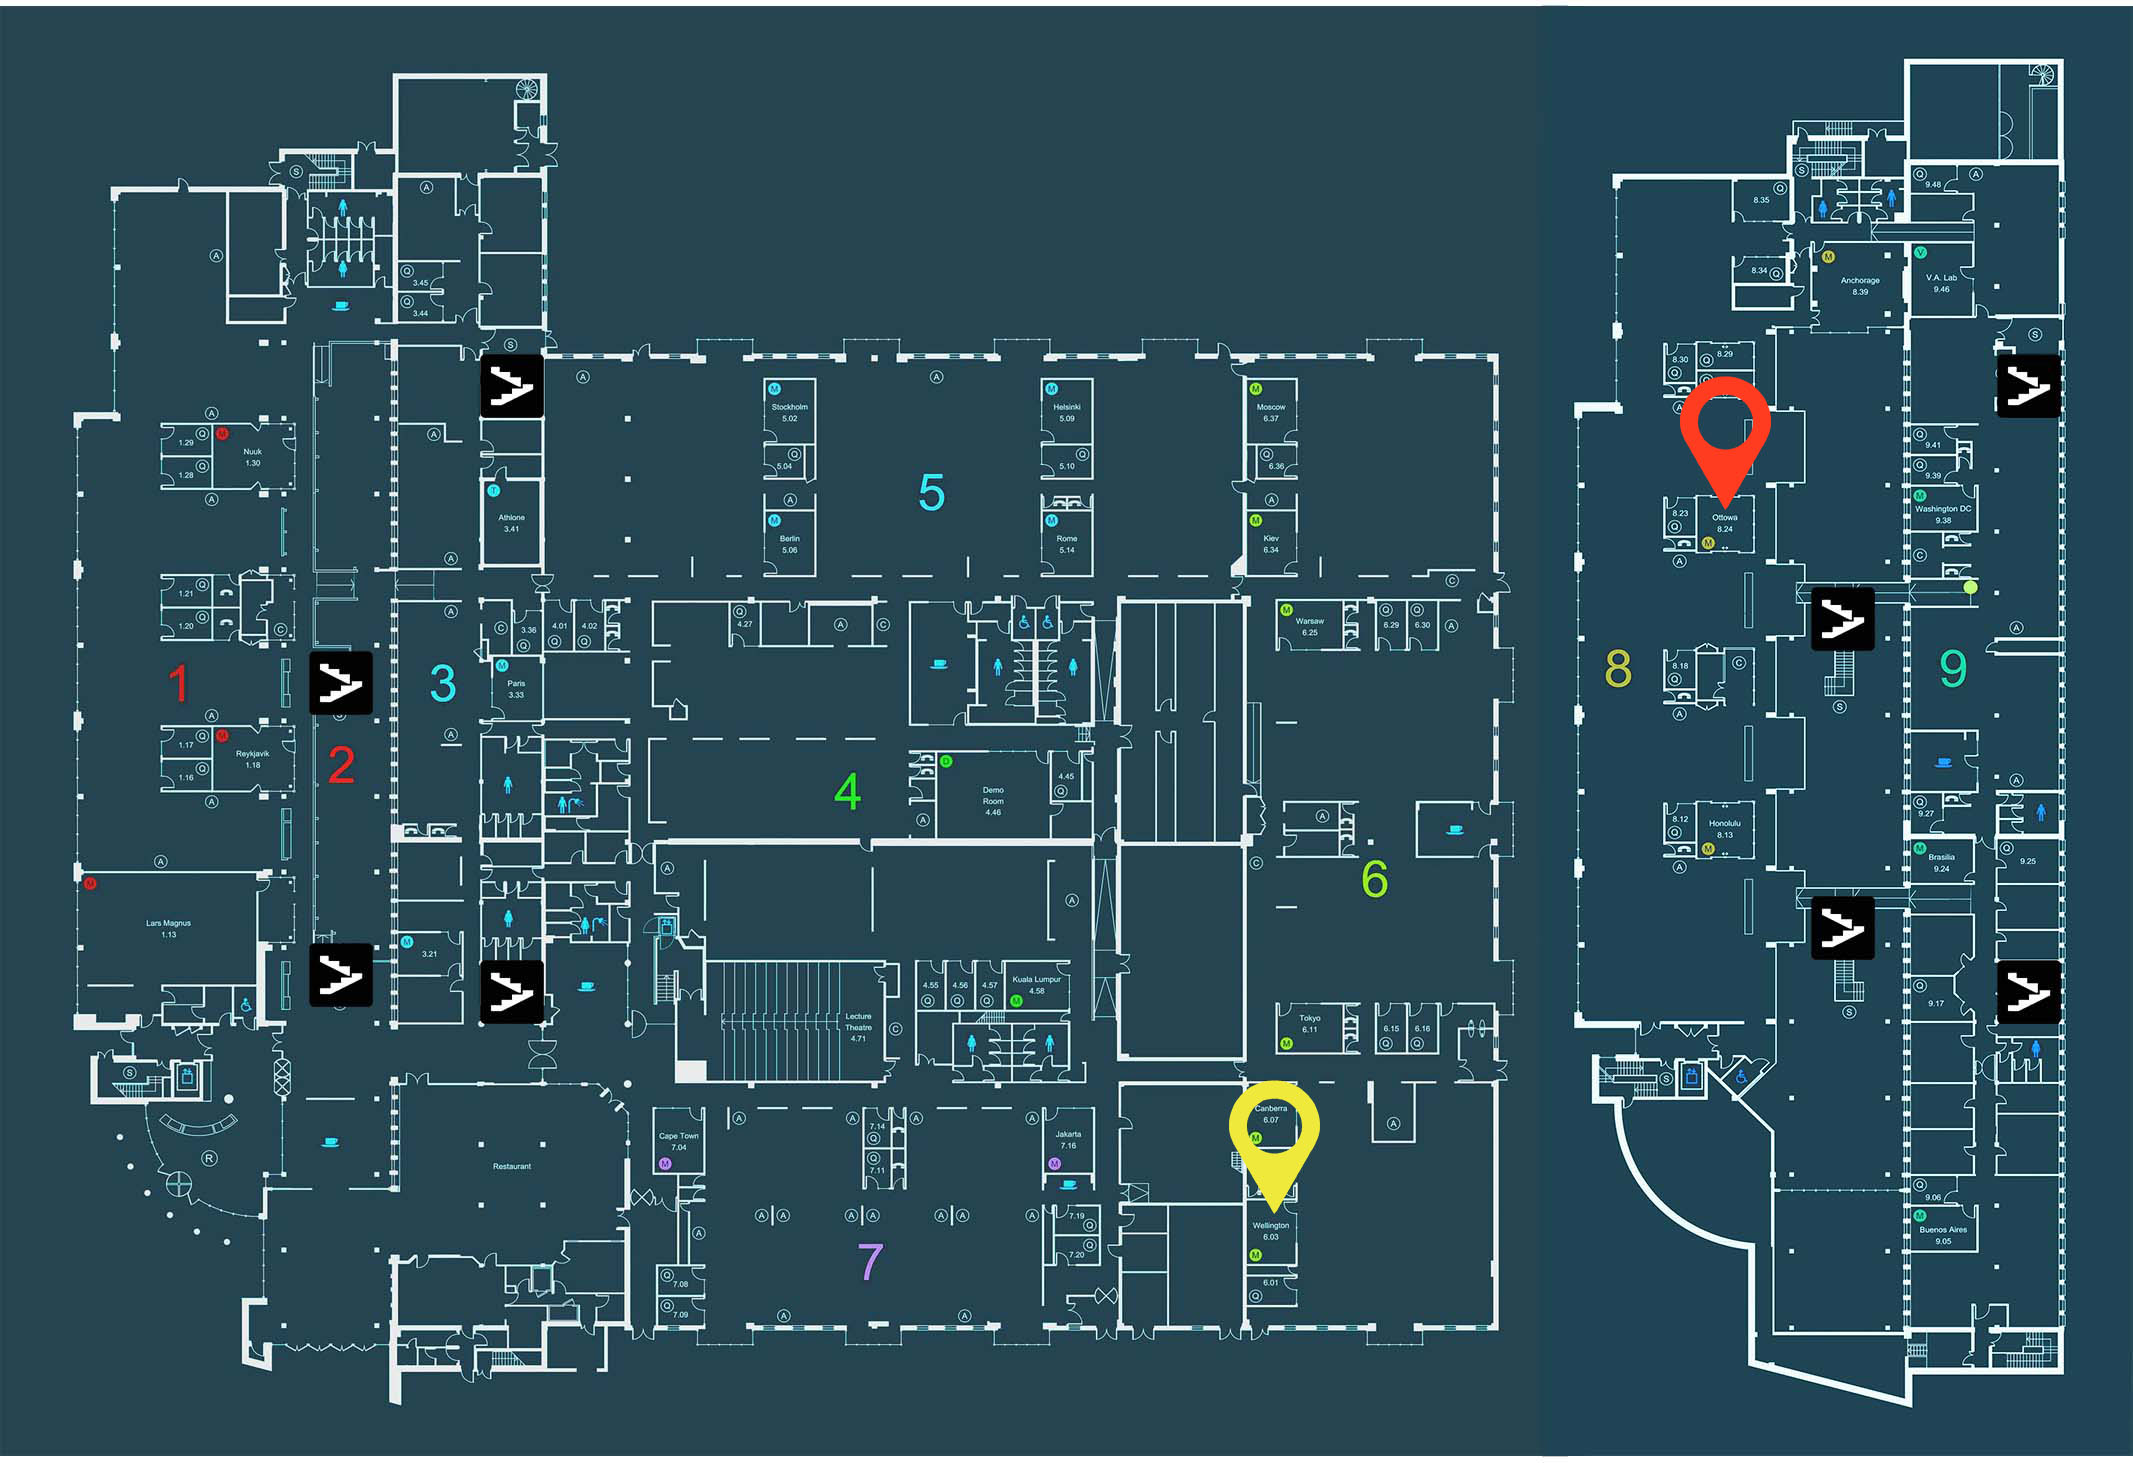 A
A
Q
3.45
Q
3.44
S
S
A
A
Q
1.29
M
Nuuk
1.30
Q
1.28
A
A
T
Athlone
3.41
A
Q
1.21
Q
1.20
C
A
C
3.36
Q
4.01
Q
4.02
Q
M
Paris
3.33
1
2
3
A
A
Q
1.17
M
Reykjavik
1.18
Q
1.16
A
A
M
Lars Magnus
1.13
M
3.21
S
R
Restaurant
A
A
M
Stockholm
5.02
Q
5.04
A
M
Berlin
5.06
5
M
Helsinki
5.09
Q
5.10
M
Rome
5.14
M
Moscow
6.37
Q
6.36
A
M
Kiev
6.34
C
Q
4.27
A
C
M
Warsaw
6.25
Q
6.29
Q
6.30
A
4
D
Demo
Room
4.46
4.45
Q
A
A
C
6
A
A
4.55
Q
4.56
Q
4.57
Q
Kuala Lumpur
4.58
M
Lecture
Theatre
4.71
C
Tokyo
6.11
M
6.15
Q
6.16
Q
Cape Town
7.04
M
A
A
7.14
Q
7.11
Q
A
A
Jakarta
7.16
M
Canberra
6.07
M
A
A
A
A
A
A
A
A
A
7.19
Q
7.20
Q
Wellington
6.03
M
6.01
Q
7
Q
7.08
Q
7.09
A
A
S
Q
8.35
8.34
Q
M
Anchorage
8.39
Q
9.48
A
V
V.A. Lab
9.46
S
8.30
Q
8.29
Q
A
8.23
Q
Ottowa
8.24
M
A
Q
9.41
Q
9.39
M
Washington DC
9.38
C
A
8
9
8.18
Q
C
A
S
8.12
Q
Honolulu
8.13
M
A
A
Q
9.27
M
Brasilia
9.24
Q
9.25
Q
9.17
S
S
Q
9.06
M
Buenos Aires
9.05